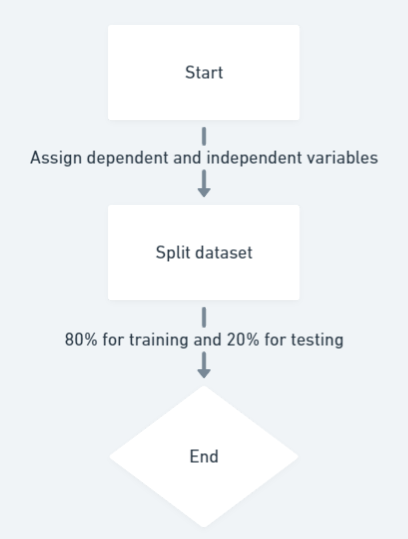 Start
Assign dependent and independent variables
Split dataset
80% for training and 20% for testing
End